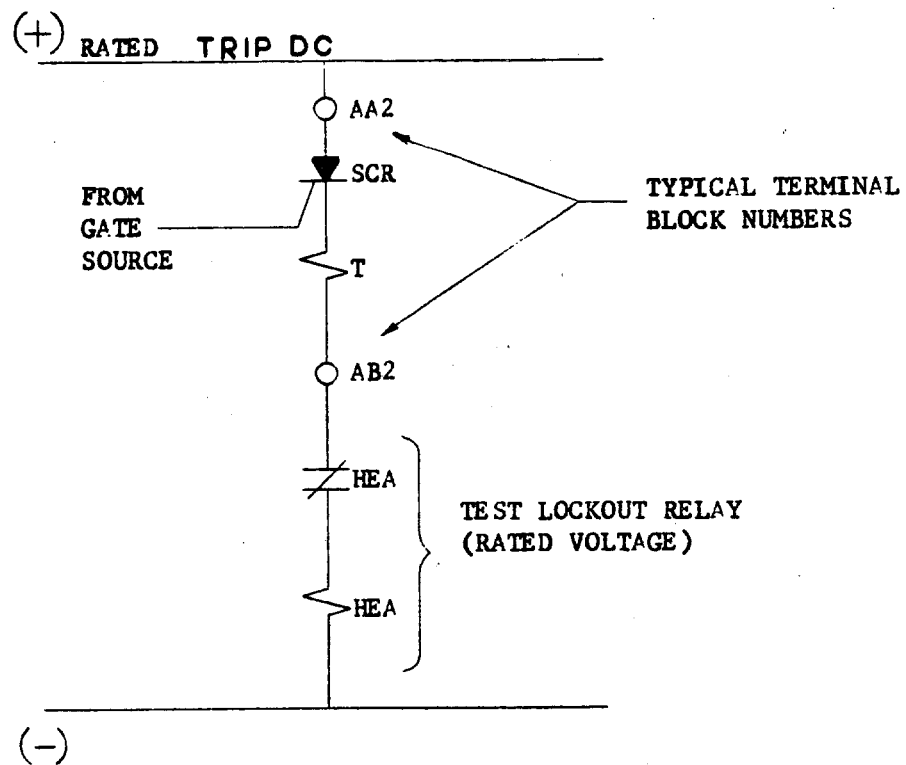 (+) RATED TRIP DC
AA2
SCR
FROM
GATE
SOURCE
TYPICAL TERMINAL
BLOCK NUMBERS
T
AB2
HEA
TEST LOCKOUT RELAY
(RATED VOLTAGE)
HEA
(-)